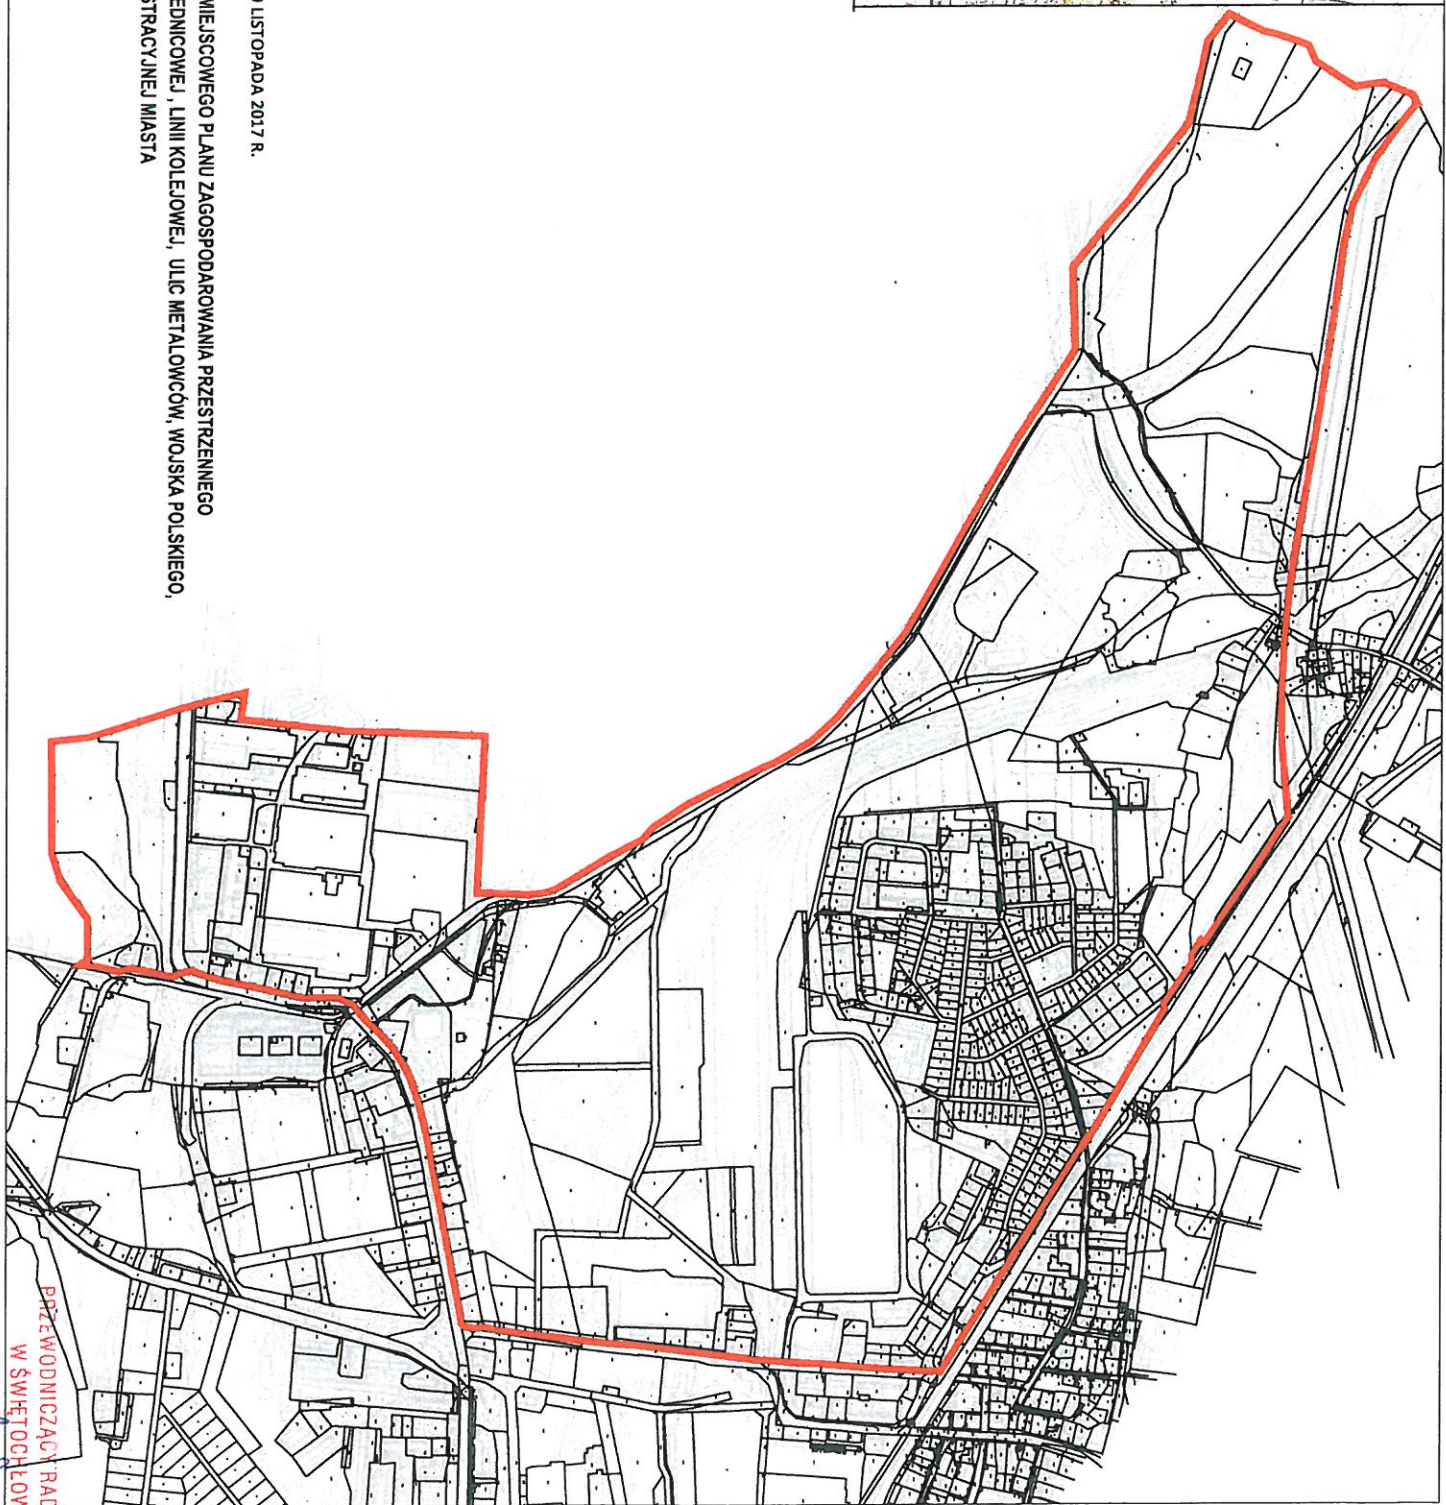 LISTOPADA 2017 R.
MIEJSCOWEGO PLANU ZAGOSPODAROWANIA PRZESTRZENNEGO
EDNICOWEJ , LINII KOLEJOWEJ, ULIC METALOWCÓW, WOJSKA POLSKIEGO,
STRACYJNEJ MIASTA
PRZEWODNICZĄCY RAD
W ŚWIĘTOCHŁOW